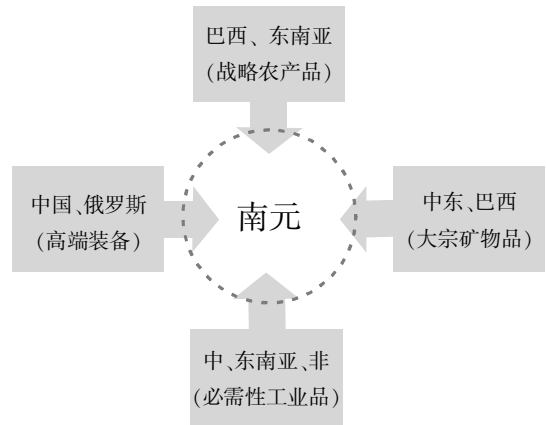 巴西、东南亚
(战略农产品)
中国、俄罗斯
(高端装备)
南元
中东、巴西
(大宗矿物品)
中、东南亚、非
(必需性工业品)